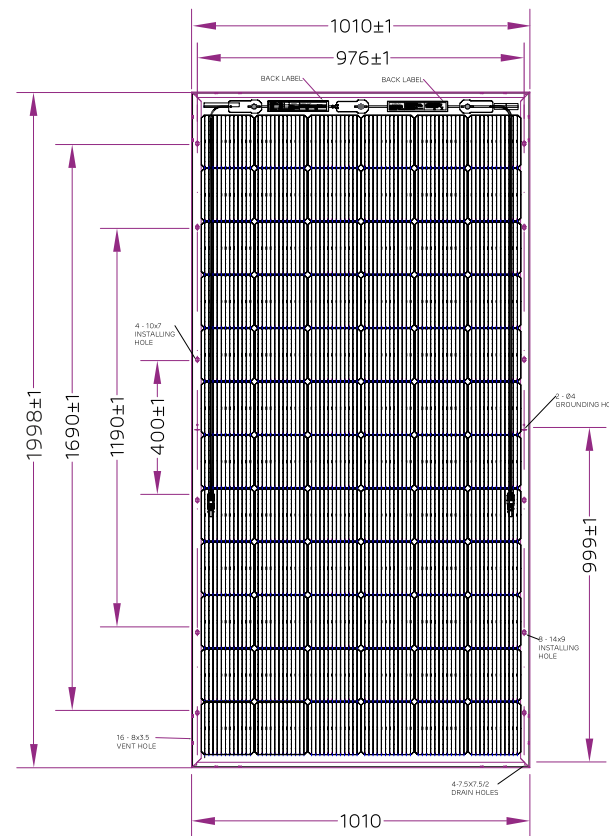 1010±1
976±1
BACK LABEL
BACK LABEL
4 - 10x7
INSTALLING
HOLE
2 - Ø4
GROUNDING HO
1998±1
1690±1
1190±1
400±1
999±1
8 - 14x9
INSTALLING
HOLE
16 - 8x3.5
VENT HOLE
4-7.5X7.5/2
DRAIN HOLES
1010